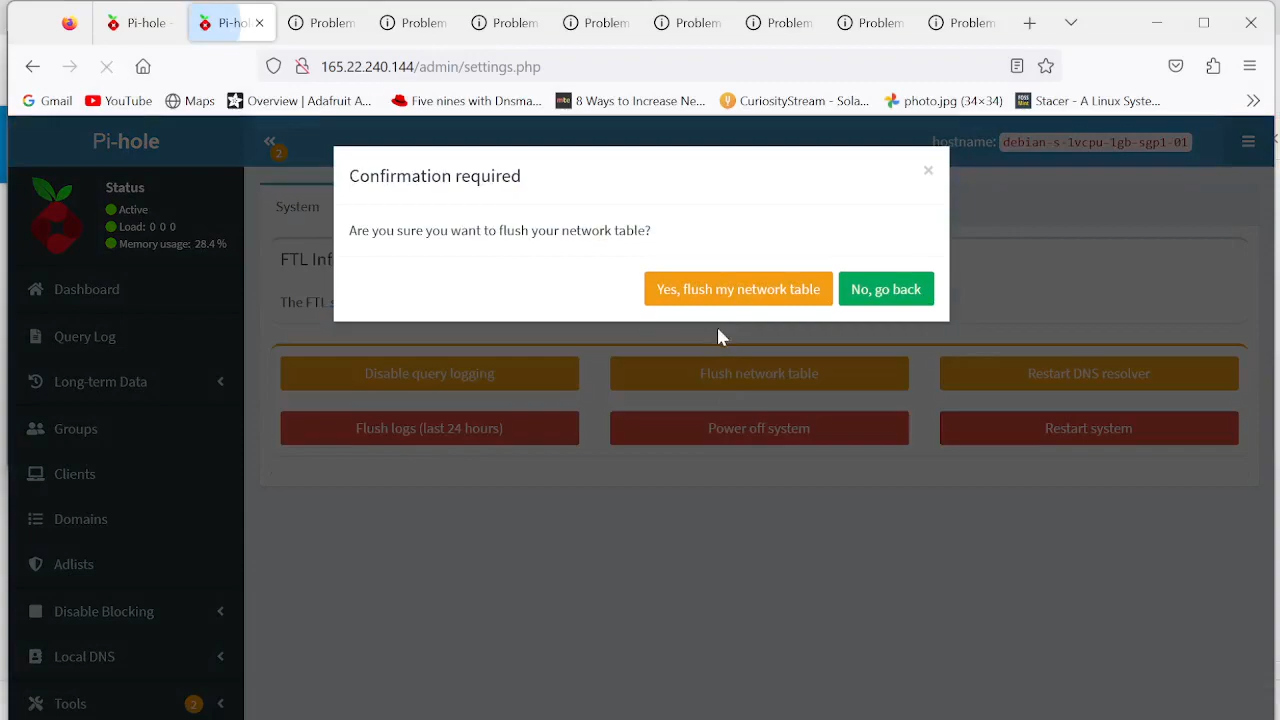 Pi-hole -
Pi-hol
Problem
Problem
Problem
Problem
Problem
Problem
Problem
Problem
165.22.240.144/admin/settings.php
Gmail
YouTube
Maps
Overview | Manfruit A...
Five nines with Dnsma...
8 Ways to Increase Ne...
CuriosityStream - Sola...
photo.jpg (34×34)
Stacer - A Linux Syste...
Pi-hole
2
hostname: debian-s-1vcpu-1gb-sgp1-01
Status
Active
Load: 0 0 0
Memory usage: 28.4 %
Confirmation required
Are you sure you want to flush your network table?
Yes, flush my network table
No, go back
System
FTL Inf
The FTL
Disable query logging
Flush network table
Restart DNS resolver
Flush logs (last 24 hours)
Power off system
Restart system
Dashboard
Query Log
Long-term Data
Groups
Clients
Domains
Adlists
Disable Blocking
Local DNS
Tools
2